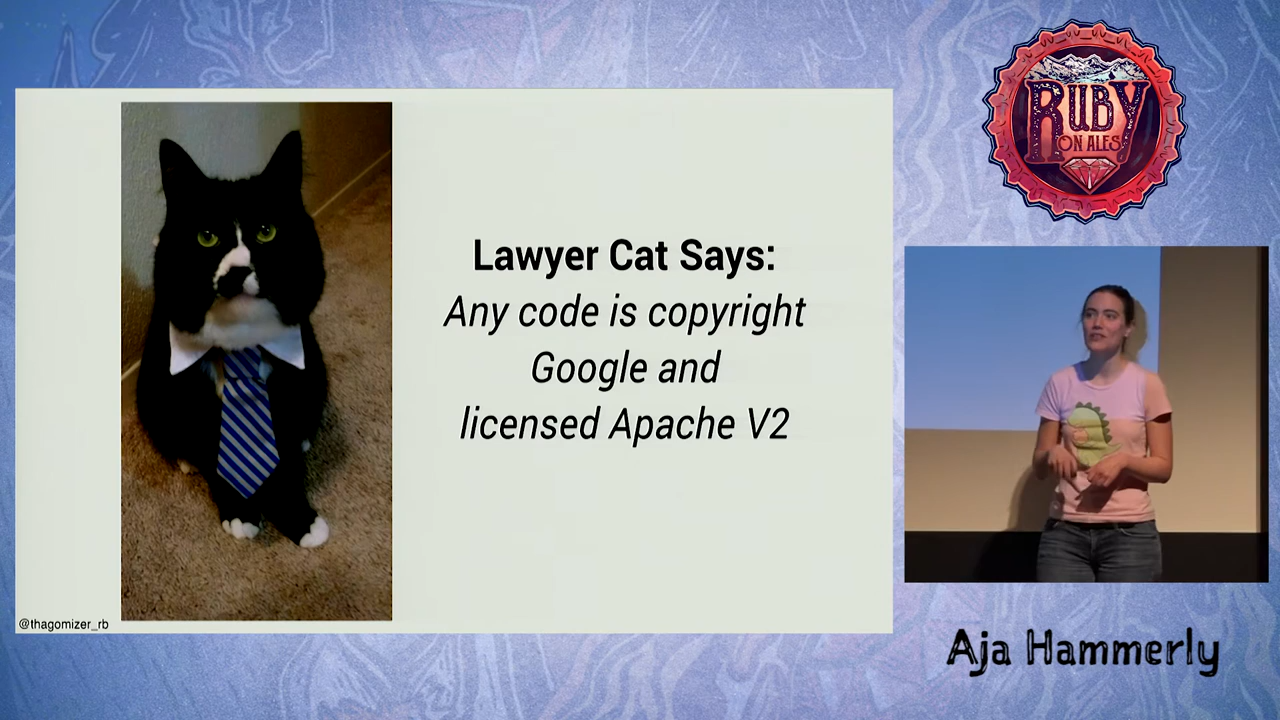 RUBY
ON ALES
Lawyer Cat Says:
Any code is copyright
Google and
licensed Apache V2
@thagomizer_rb
Aja Hammerly